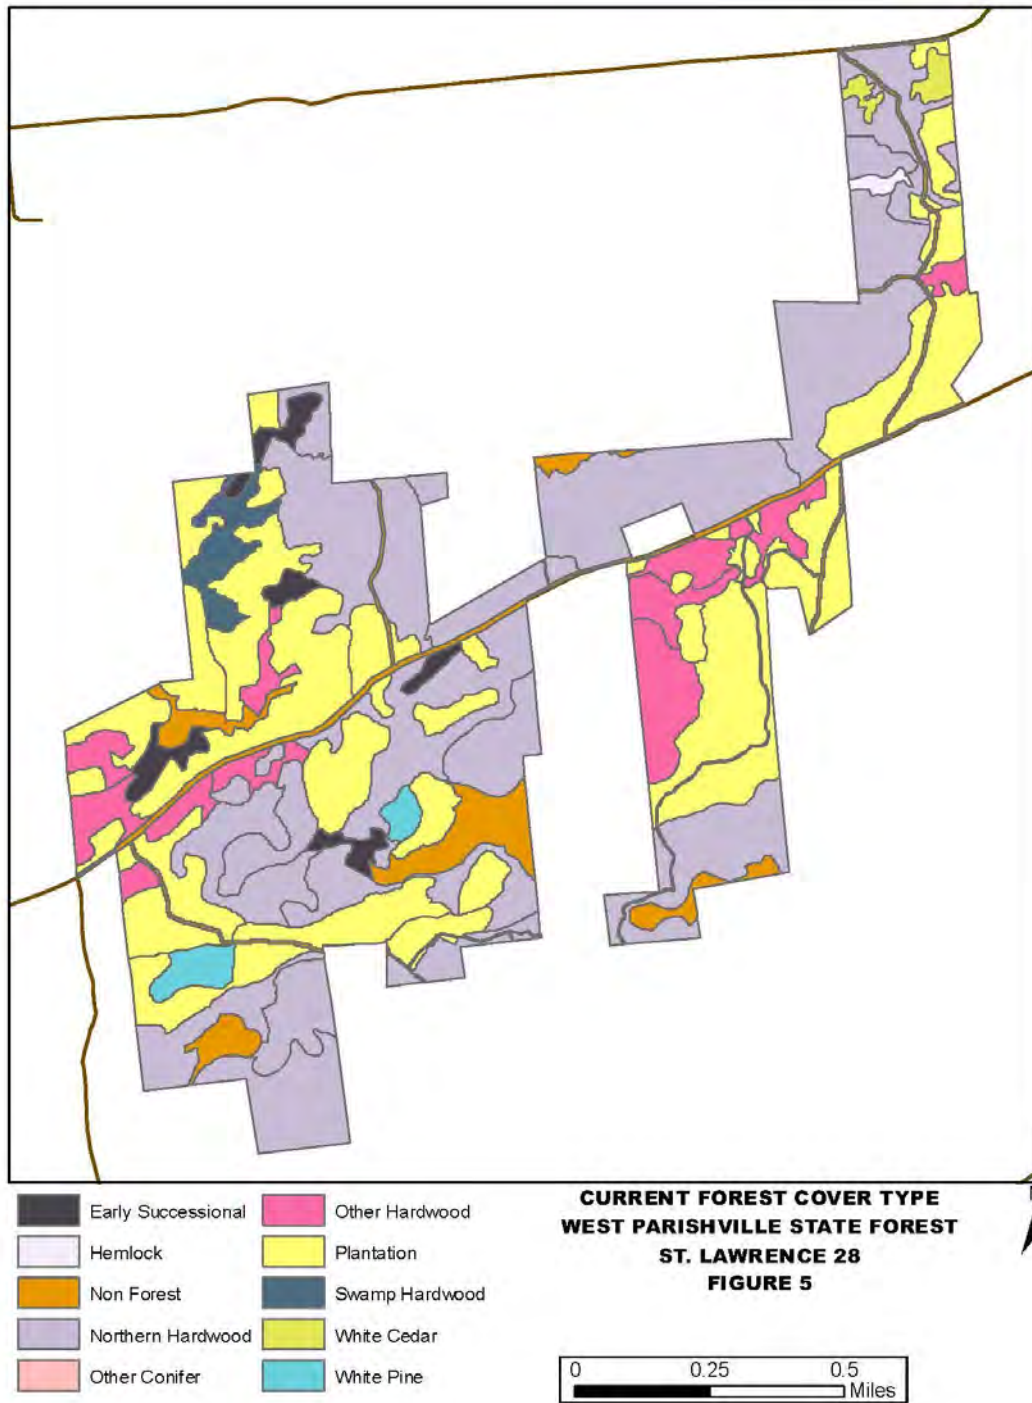 Early Successional
Hemlock
Non Forest
Northern Hardwood
Other Conifer
Other Hardwood
Plantation
Swamp Hardwood
White Cedar
White Pine
CURRENT FOREST COVER TYPE
WEST PARISHVILLE STATE FOREST
ST. LAWRENCE 28
FIGURE 5
0 0.25 0.5
Miles